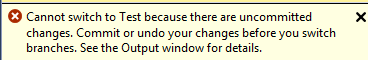 Cannot switch to Test because there are uncommitted
changes. Commit or undo your changes before you switch
branches. See the Output window for details.